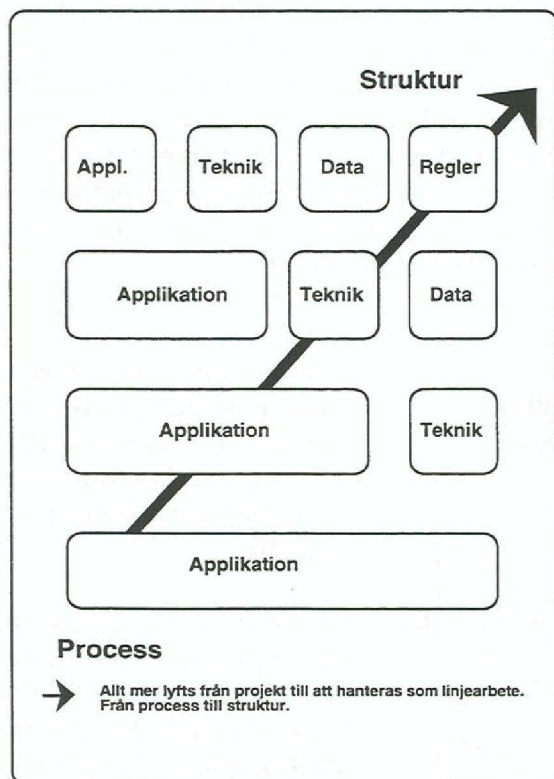 Struktur
Appl. Teknik Data Regler
Applikation Teknik Data
Applikation Teknik
Applikation
Process
Allt mer lyfts från projekt till att hanteras som linjearbete.
Från process till struktur.